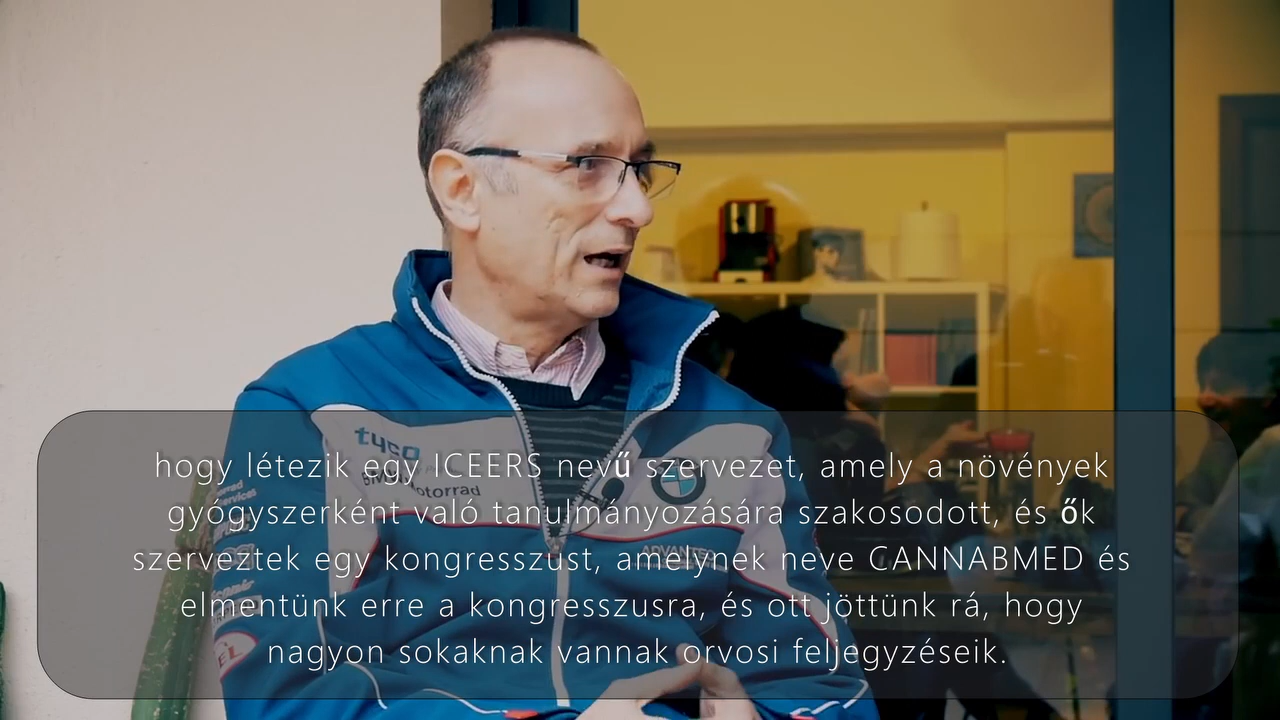 tyco
BMW Motorrad
hogy létezik egy ICEERS nevű szervezet, amely a növények
gyógyszerként való tanulmányozására szakosodott, és ők
szerveztek egy kongresszust, amelynek neve CANNABMED és
elmentünk erre a kongresszusra, és ott jöttünk rá, hogy
nagyon sokaknak vannak orvosi feljegyzéseik.